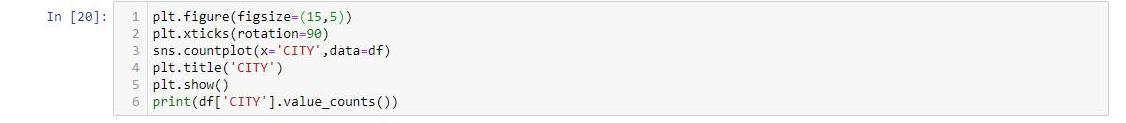 In [20]:
1 plt.figure(figsize=(15,5))
2 plt.xticks(rotation=90)
3 sns.countplot(x='CITY',data=df)
4 plt.title('CITY')
5 plt.show()
6 print(df['CITY'].value_counts())